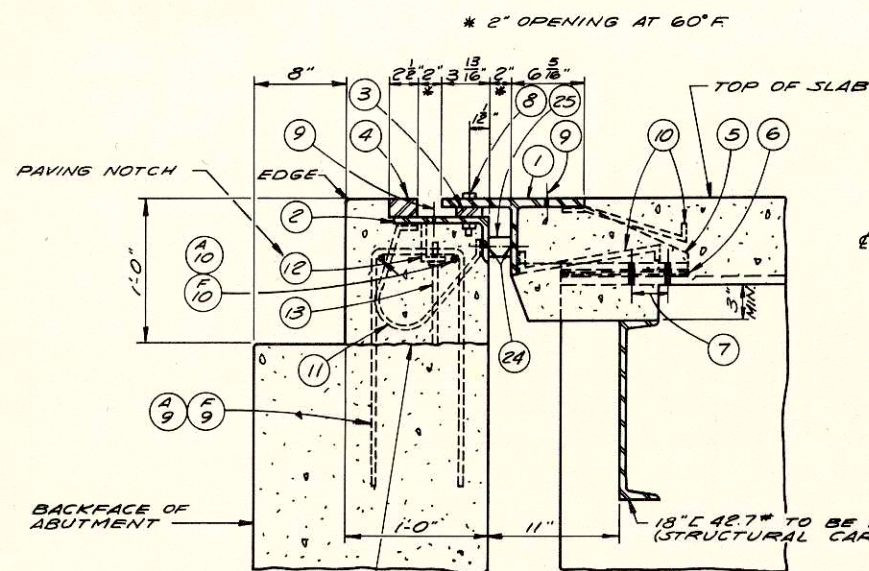 * 2" OPENING AT 60° F.
8"
2 1/2"
2"
*
3 13/16"
2"
*
6 5/16"
TOP OF SLAB
3
8
25
1 1/2"
9
4
9
1
10
5
6
PAVING NOTCH
EDGE
2
1'-0"
A 10
12
F 10
13
3" MIN.
7
11
24
A 9
F 9
BACKFACE OF
ABUTMENT
1'-0"
11"
18" [ 42.7# TO BE
(STRUCTURAL CAR